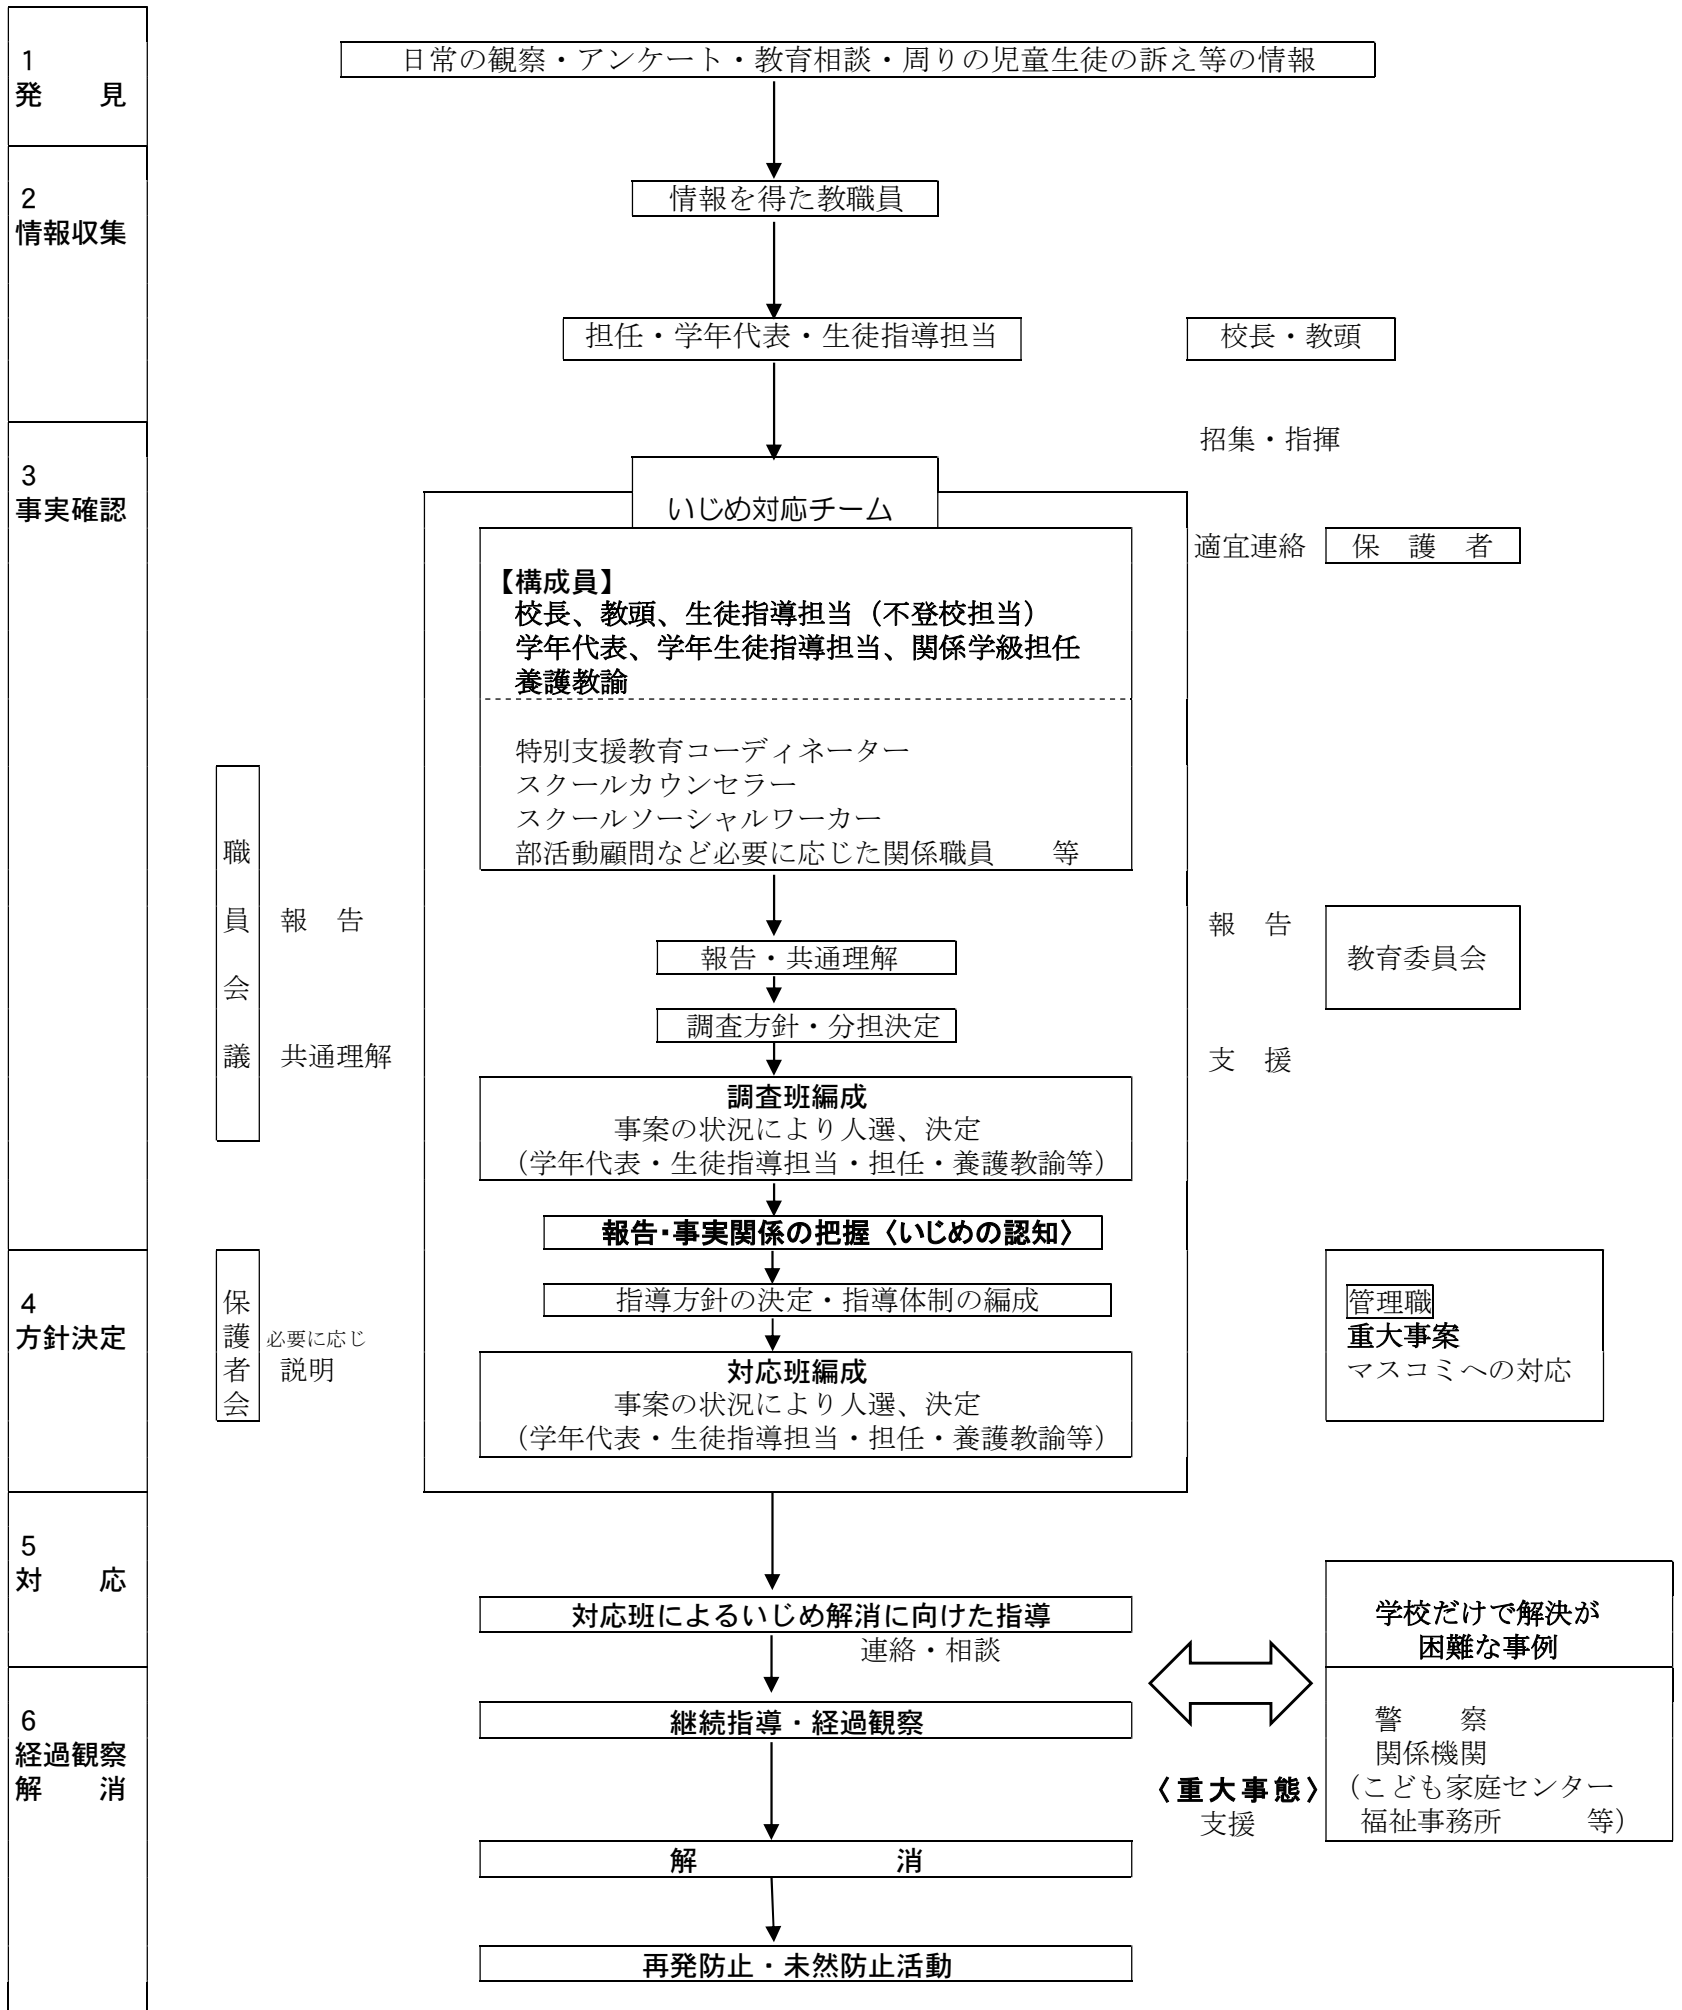 1
発　　見
日常の観察・アンケート・教育相談・周りの児童生徒の訴え等の情報
2
情報収集
情報を得た教職員
担任・学年代表・生徒指導担当
校長・教頭
招集・指揮
3
事実確認
いじめ対応チーム
適宜連絡
保　護　者
【構成員】
校長、教頭、生徒指導担当（不登校担当）
学年代表、学年生徒指導担当、関係学級担任
養護教諭
特別支援教育コーディネーター
スクールカウンセラー
スクールソーシャルワーカー
部活動顧問など必要に応じた関係職員　　等
職員会議
報　告
共通理解
報　告
支　援
教育委員会
報告・共通理解
調査方針・分担決定
調査班編成
事案の状況により人選、決定
（学年代表・生徒指導担当・担任・養護教諭等）
報告・事実関係の把握〈いじめの認知〉
4
方針決定
保護者会
必要に応じ
説明
指導方針の決定・指導体制の編成
対応班編成
事案の状況により人選、決定
（学年代表・生徒指導担当・担任・養護教諭等）
管理職
重大事案
マスコミへの対応
5
対　　応
対応班によるいじめ解消に向けた指導
連絡・相談
学校だけで解決が
困難な事例
6
経過観察
解　　消
継続指導・経過観察
警　　察
関係機関
（こども家庭センター
福祉事務所　　　等）
〈重大事態〉
支援
解　　　　　　消
再発防止・未然防止活動